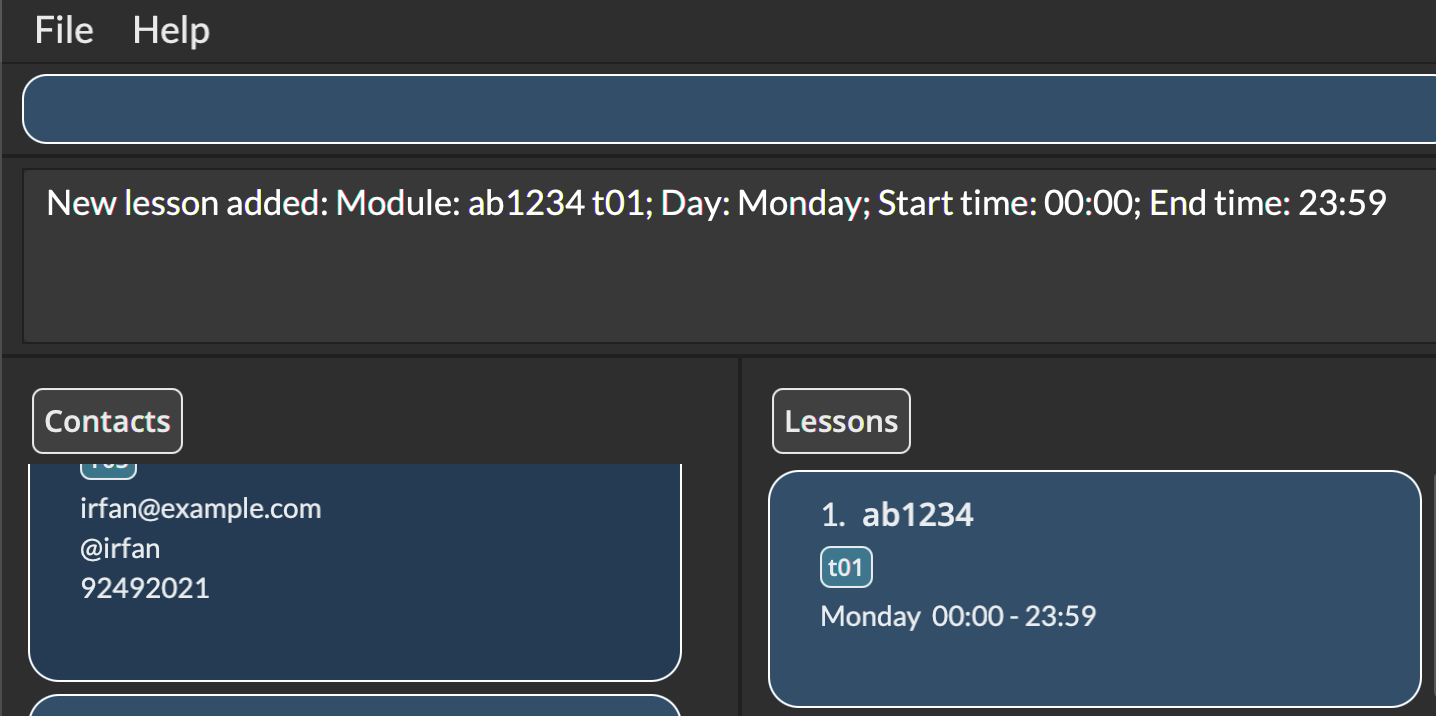 File Help
New lesson added: Module: ab1234 t01; Day: Monday; Start time: 00:00; End time: 23:59
Contacts
irfan@example.com
@irfan
92492021
Lessons
1. ab1234
t01
Monday 00:00 - 23:59